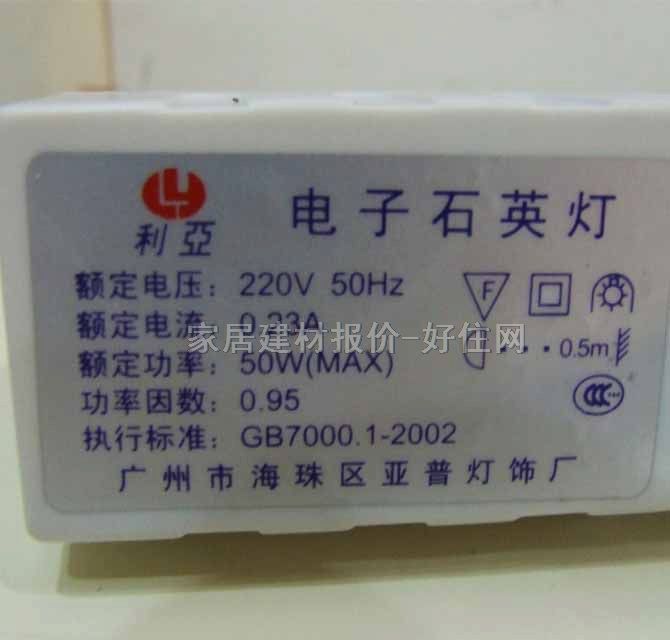 电子石英灯
利亞
额定电压：220V 50Hz
F
额定电流：0.23A
家居建材报价-好住网
额定功率：50W(MAX)
0.5m
功率因数：0.95
CCC
执行标准：GB7000.1-2002
广州市海珠区亚普灯饰厂